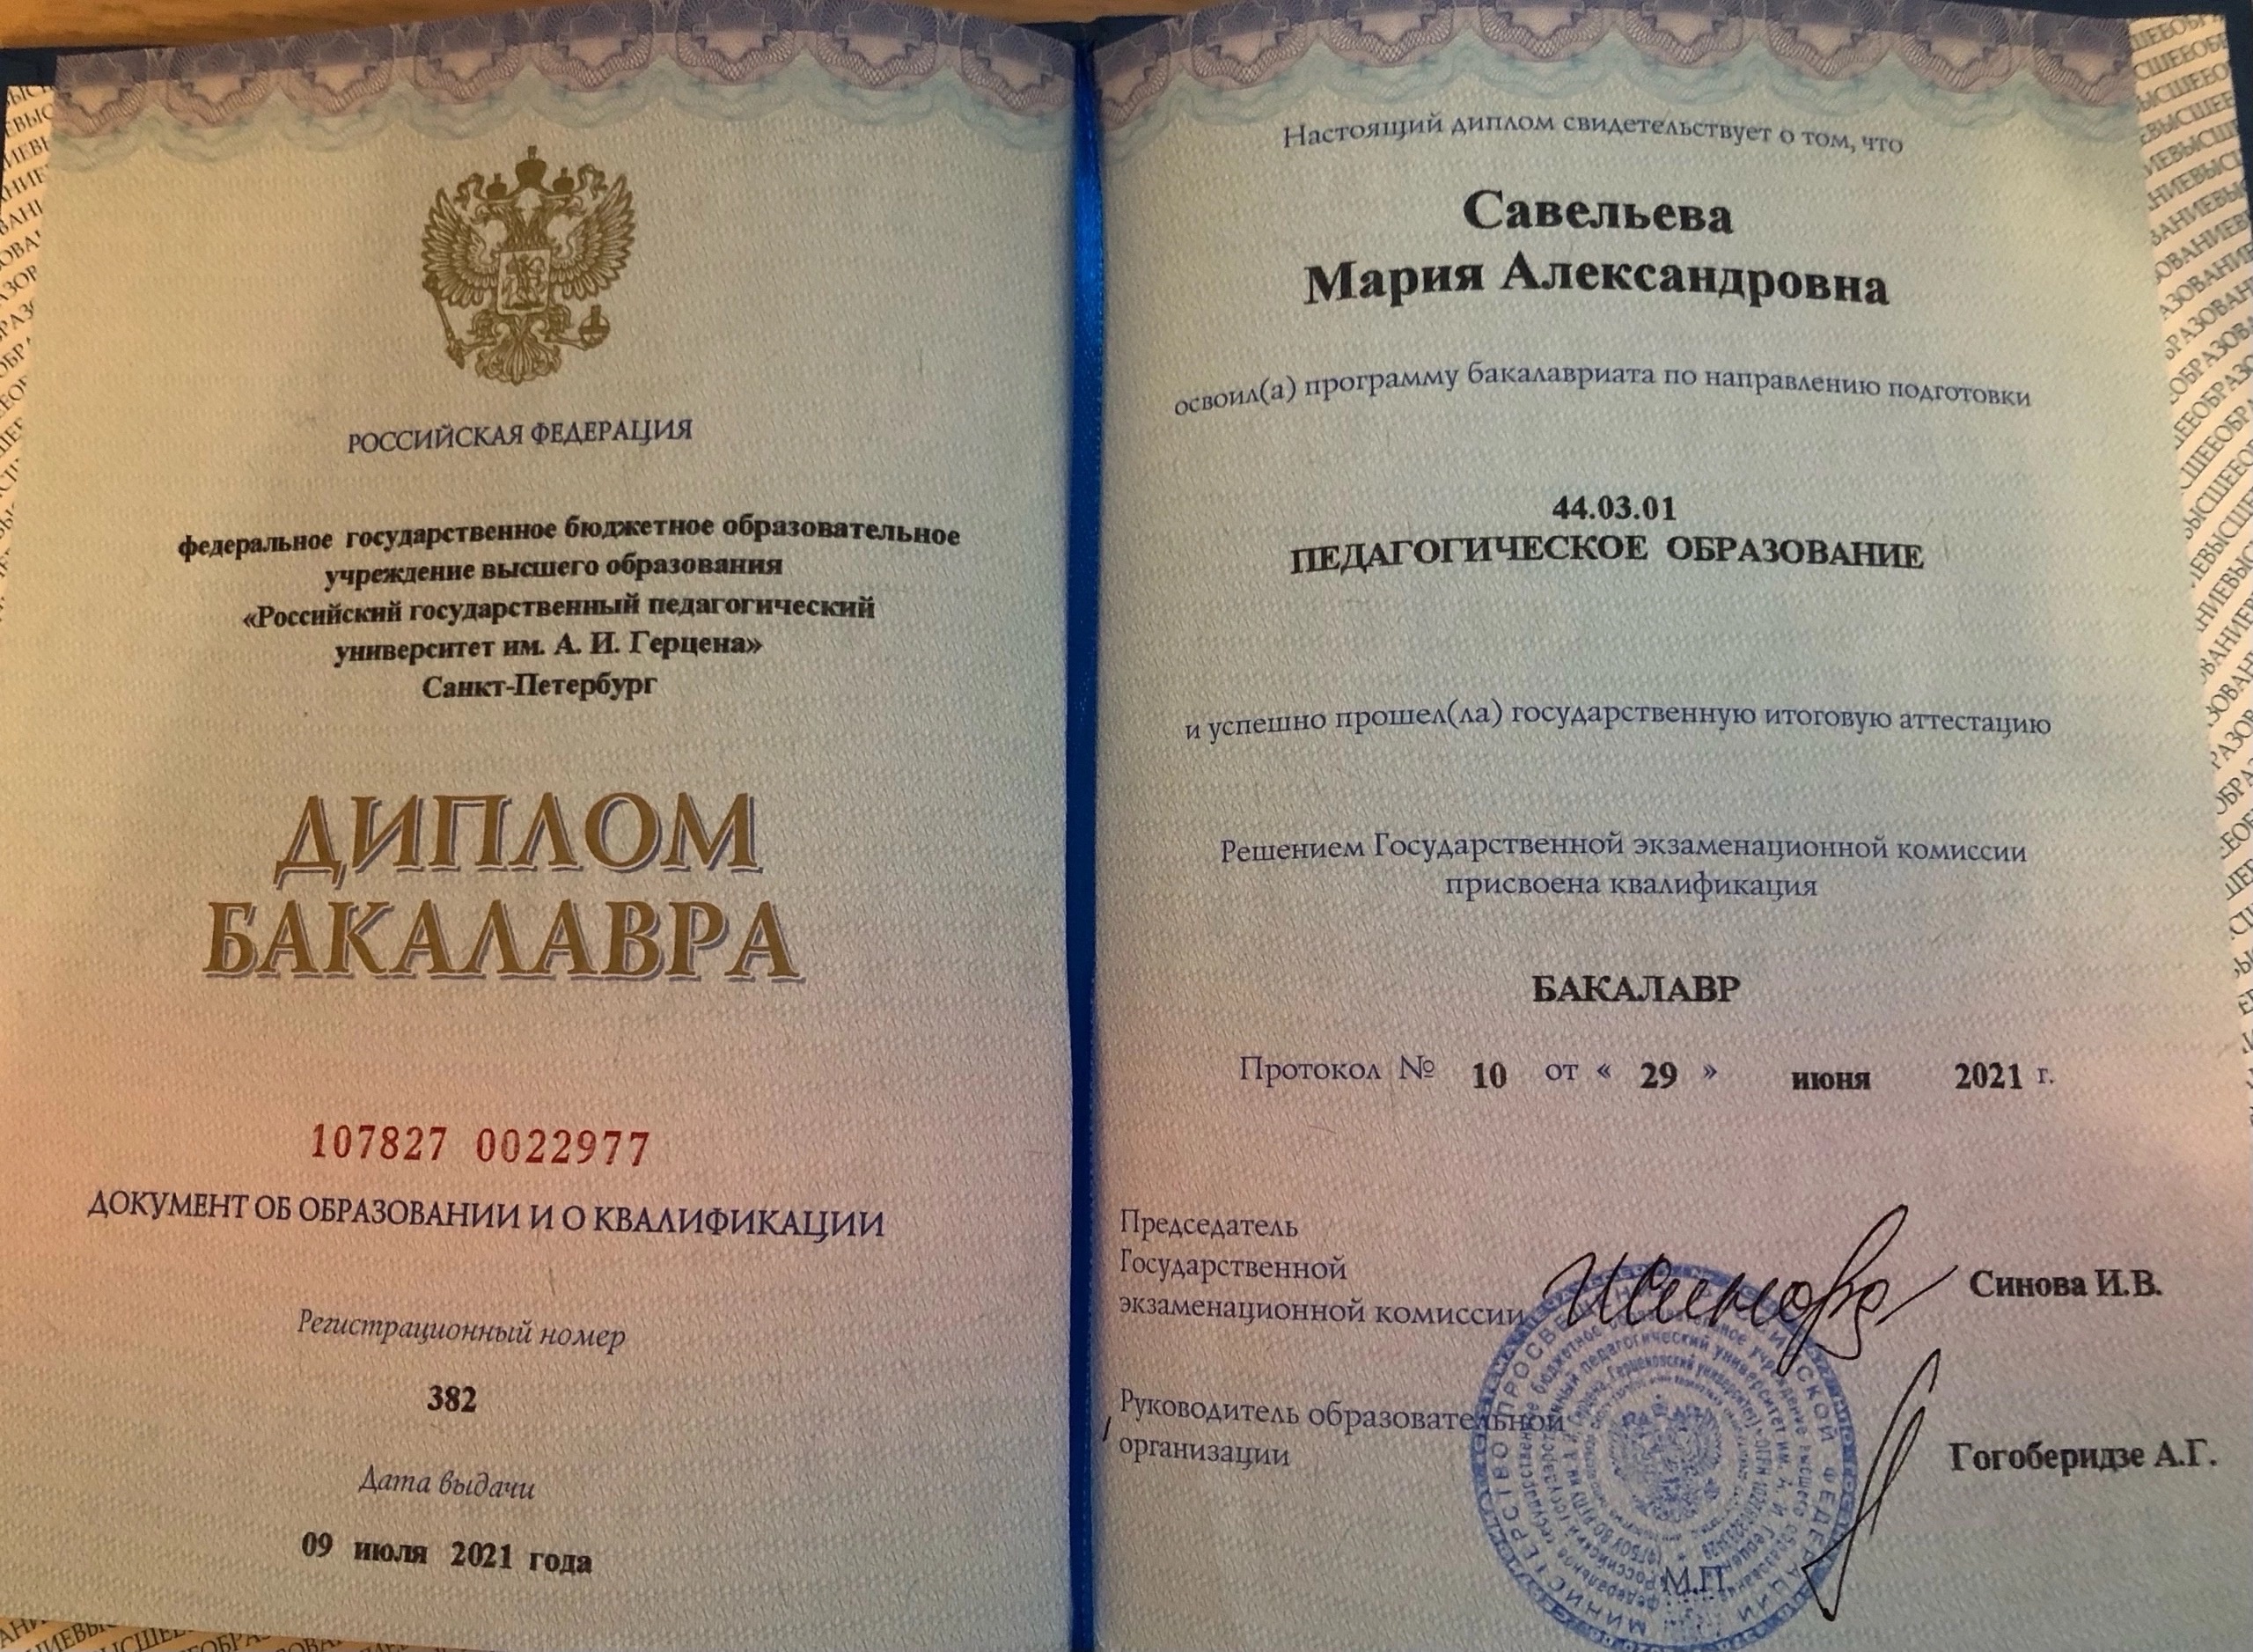 РОССИЙСКАЯ ФЕДЕРАЦИЯ
федеральное государственное бюджетное образовательное
учреждение высшего образования
«Российский государственный педагогический
университет им. А. И. Герцена»
Санкт-Петербург
ДИПЛОМ
БАКАЛАВРА
107827 0022977
ДОКУМЕНТ ОБ ОБРАЗОВАНИИ И О КВАЛИФИКАЦИИ
Регистрационный номер
382
Дата выдачи
09 июля 2021 года
Настоящий диплом свидетельствует о том, что
Савельева
Мария Александровна
освоил(а) программу бакалавриата по направлению подготовки
44.03.01
ПЕДАГОГИЧЕСКОЕ ОБРАЗОВАНИЕ
и успешно прошел(ла) государственную итоговую аттестацию
Решением Государственной экзаменационной комиссии
присвоена квалификация
БАКАЛАВР
Протокол № 10 от « 29 » июня 2021 г.
Председатель
Государственной
экзаменационной комиссии
Синова И.В.
Руководитель образовательной
организации
Гогоберидзе А.Г.
М.П.